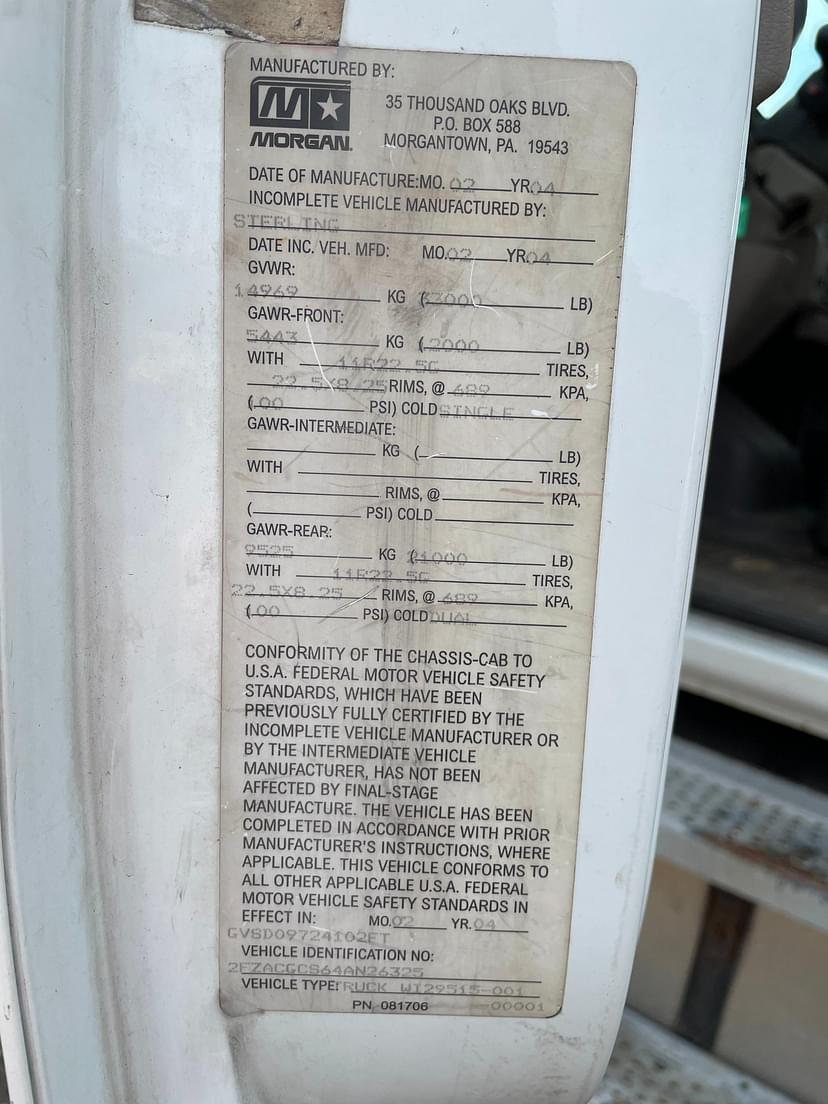 MANUFACTURED BY:
MORGAN
35 THOUSAND OAKS BLVD.
P.O. BOX 588
MORGANTOWN, PA. 19543
DATE OF MANUFACTURE: MO. 02 YR. 04
INCOMPLETE VEHICLE MANUFACTURED BY:
STERLING
DATE INC. VEH. MFD: MO. 02 YR. 04
GVWR:
14969 KG (33000 LB)
GAWR-FRONT:
5443 KG (2000 LB)
WITH 11R22.5G TIRES,
22.5X8.25 RIMS, @ 689 KPA,
(00 PSI) COLD SINGLE
GAWR-INTERMEDIATE:
KG ( LB)
WITH TIRES,
RIMS, @ KPA,
( PSI) COLD
GAWR-REAR:
9525 KG (21000 LB)
WITH 11R22.5G TIRES,
22.5X8.25 RIMS, @ 689 KPA,
(00 PSI) COLD DUAL
CONFORMITY OF THE CHASSIS-CAB TO
U.S.A. FEDERAL MOTOR VEHICLE SAFETY
STANDARDS, WHICH HAVE BEEN
PREVIOUSLY FULLY CERTIFIED BY THE
INCOMPLETE VEHICLE MANUFACTURER OR
BY THE INTERMEDIATE VEHICLE
MANUFACTURER, HAS NOT BEEN
AFFECTED BY FINAL-STAGE
MANUFACTURE. THE VEHICLE HAS BEEN
COMPLETED IN ACCORDANCE WITH PRIOR
MANUFACTURER'S INSTRUCTIONS, WHERE
APPLICABLE. THIS VEHICLE CONFORMS TO
ALL OTHER APPLICABLE U.S.A. FEDERAL
MOTOR VEHICLE SAFETY STANDARDS IN
EFFECT IN: MO. 02 YR. 04
GVSD09724102ET
VEHICLE IDENTIFICATION NO:
2FZACGCS64AN26325
VEHICLE TYPE: TRUCK WI29515-001
PN 081706 -00001